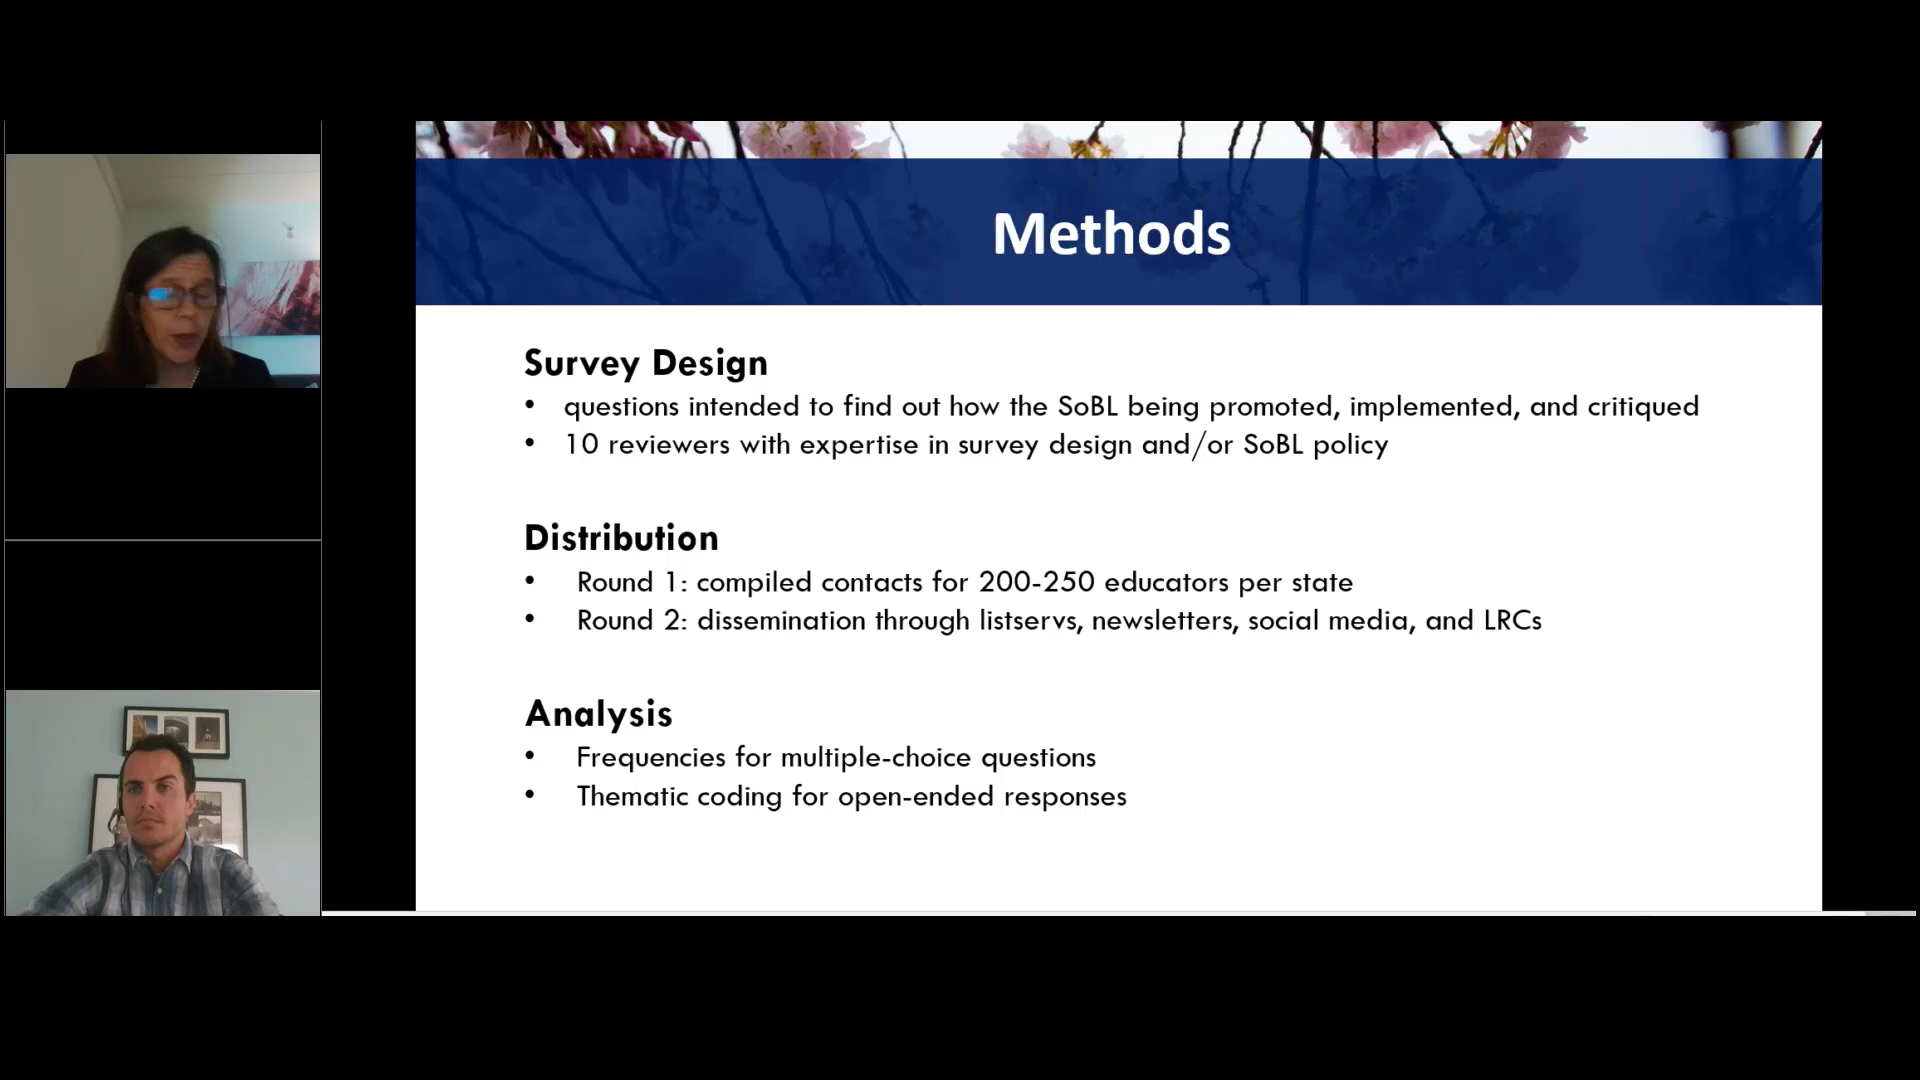 Methods
Survey Design
• questions intended to find out how the SoBL being promoted, implemented, and critiqued
• 10 reviewers with expertise in survey design and/or SoBL policy
Distribution
• Round 1: compiled contacts for 200-250 educators per state
• Round 2: dissemination through listservs, newsletters, social media, and LRCs
Analysis
• Frequencies for multiple-choice questions
• Thematic coding for open-ended responses